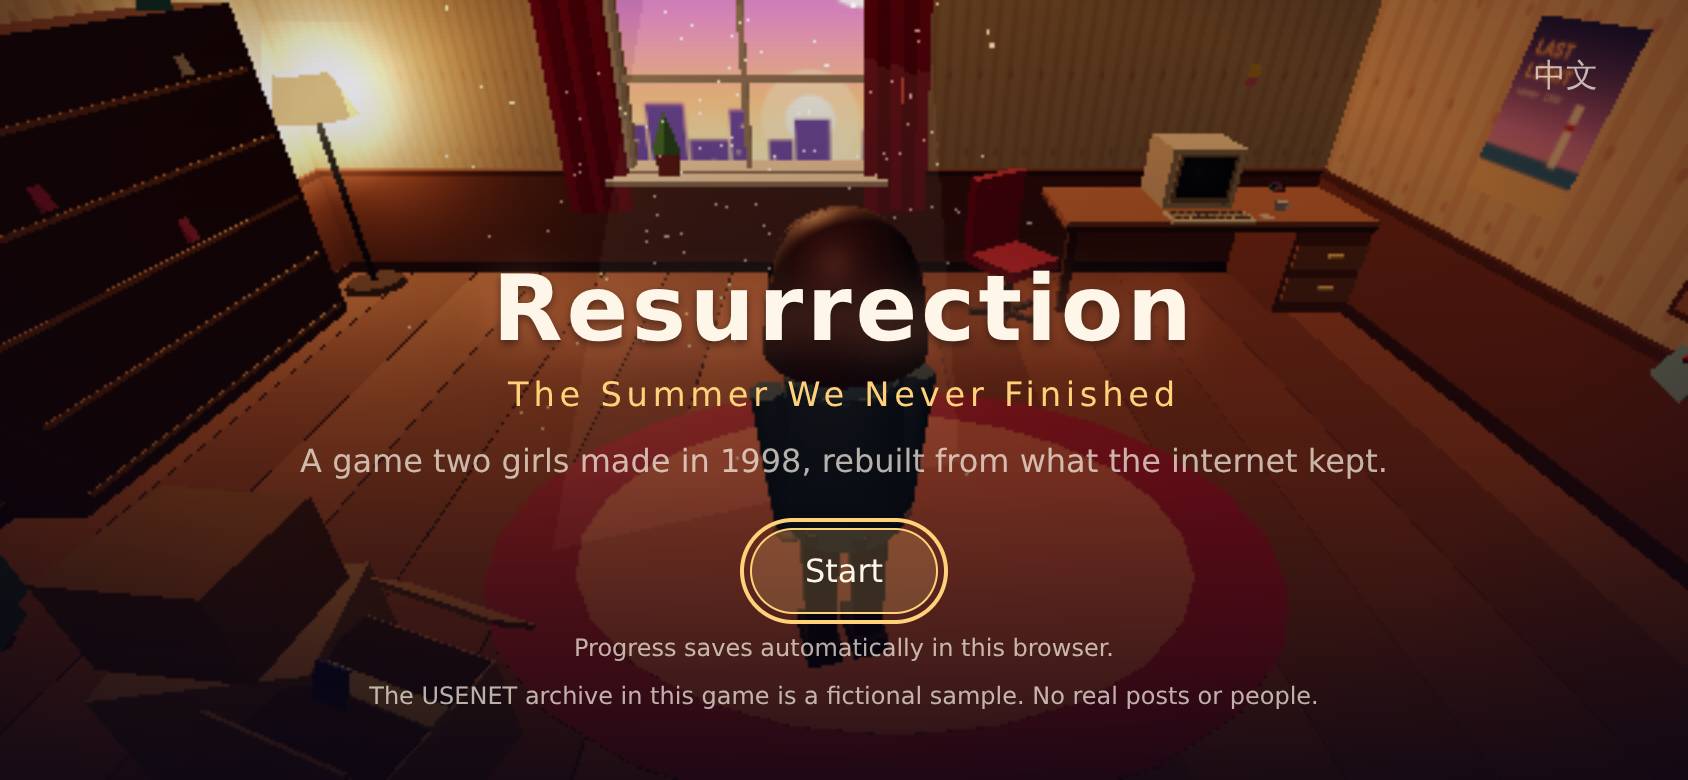 LAST
中文
Resurrection
The Summer We Never Finished
A game two girls made in 1998, rebuilt from what the internet kept.
Start
Progress saves automatically in this browser.
The USENET archive in this game is a fictional sample. No real posts or people.